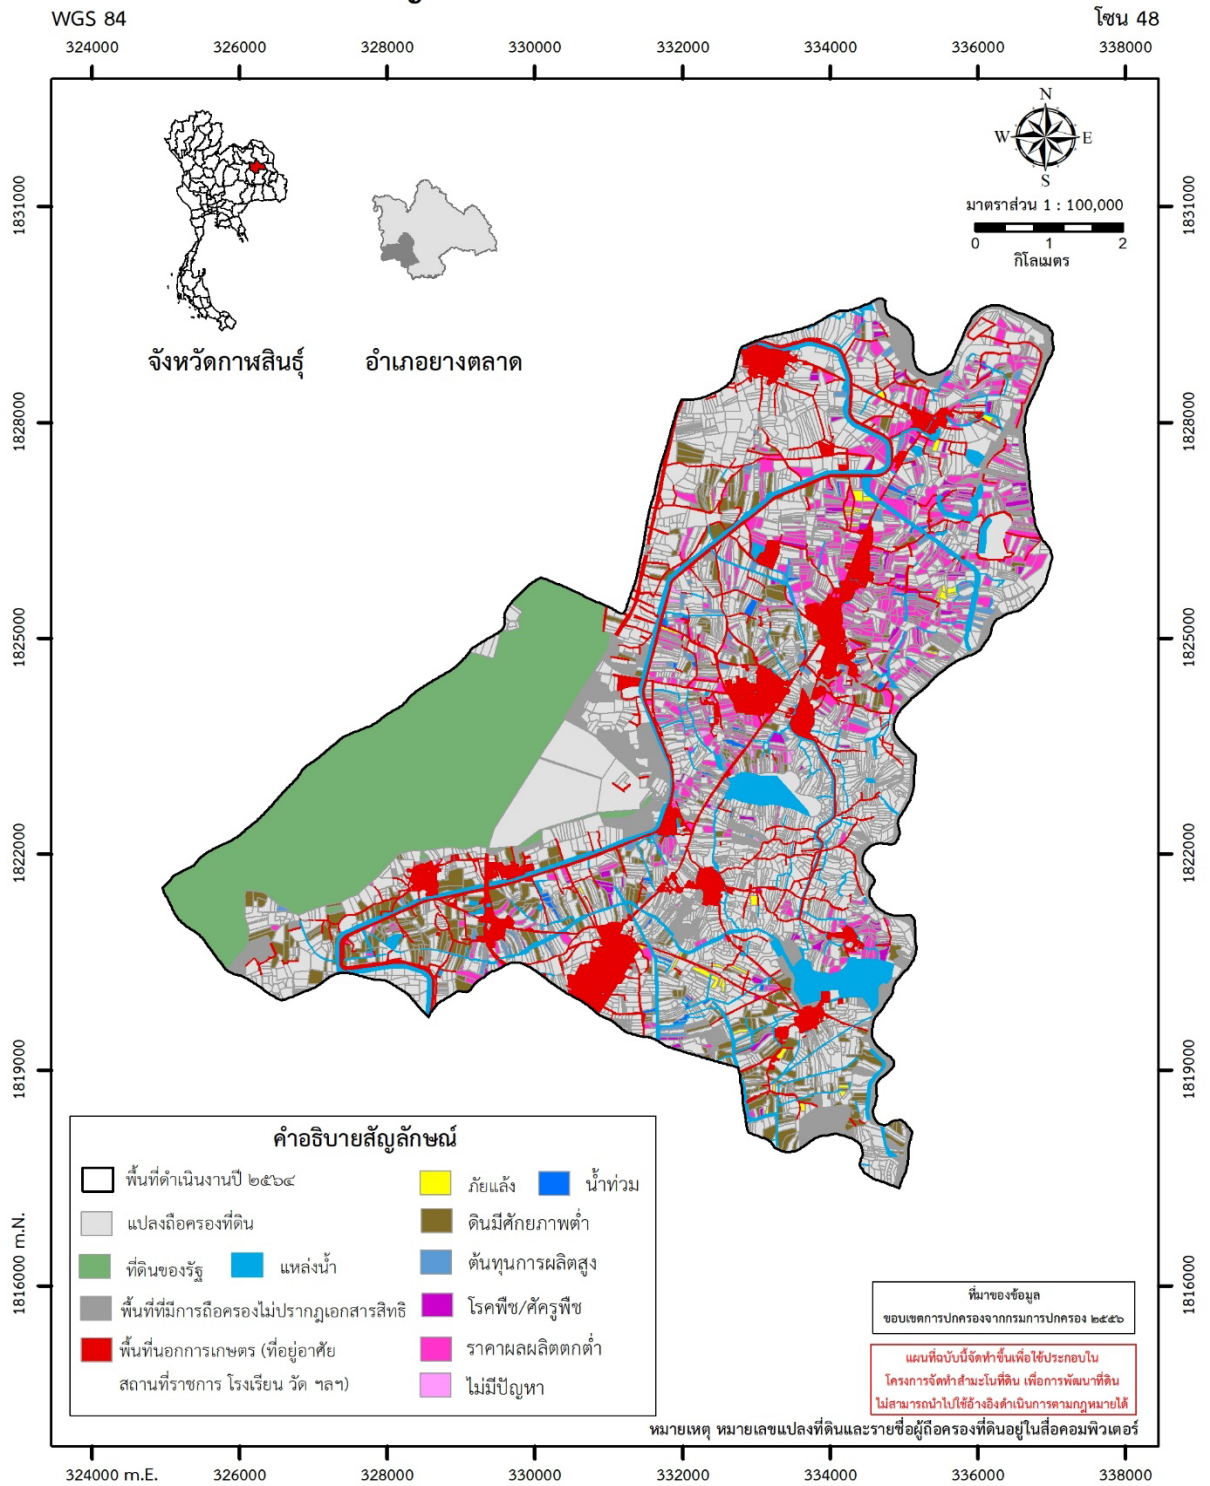 WGS 84
โซน 48
324000 326000 328000 330000 332000 334000 336000 338000
N
W E
S
มาตราส่วน 1 : 100,000
0 1 2
กิโลเมตร
จังหวัดกาฬสินธุ์
อำเภอยางตลาด
1831000 1831000
1828000 1828000
1825000 1825000
1822000 1822000
1819000 1819000
1816000 m.N. 1816000
คำอธิบายสัญลักษณ์
พื้นที่ดำเนินงานปี ๒๕๖๔
แปลงถือครองที่ดิน
ที่ดินของรัฐ แหล่งน้ำ
พื้นที่ที่มีการถือครองไม่ปรากฏเอกสารสิทธิ
พื้นที่นอกการเกษตร (ที่อยู่อาศัย
สถานที่ราชการ โรงเรียน วัด ฯลฯ)
ภัยแล้ง น้ำท่วม
ดินมีศักยภาพต่ำ
ต้นทุนการผลิตสูง
โรคพืช/ศัตรูพืช
ราคาผลผลิตตกต่ำ
ไม่มีปัญหา
ที่มาของข้อมูล
ขอบเขตการปกครองจากกรมการปกครอง ๒๕๕๖
แผนที่ฉบับนี้จัดทำขึ้นเพื่อใช้ประกอบใน
โครงการจัดทำสำมะโนที่ดิน เพื่อการพัฒนาที่ดิน
ไม่สามารถนำไปใช้อ้างอิงดำเนินการตามกฎหมายได้
หมายเหตุ หมายเลขแปลงที่ดินและรายชื่อผู้ถือครองที่ดินอยู่ในสื่อคอมพิวเตอร์
324000 m.E. 326000 328000 330000 332000 334000 336000 338000